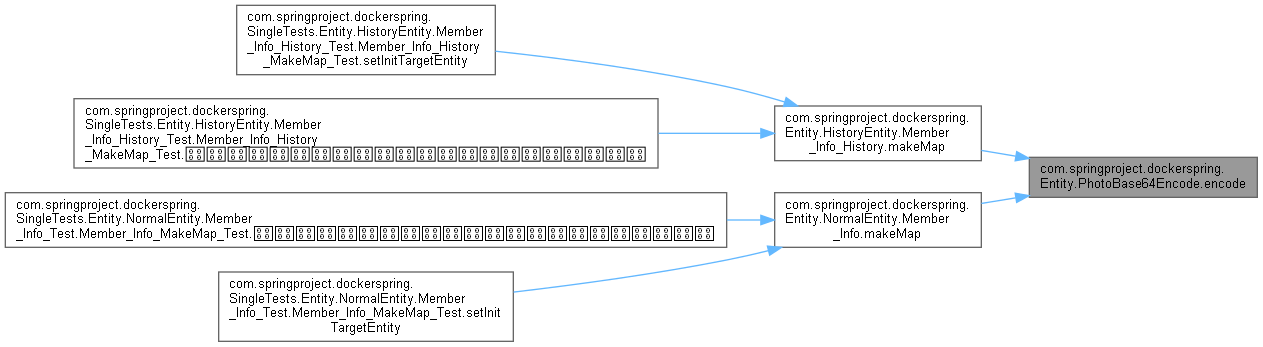 com.springproject.dockerspring.
SingleTests.Entity.HistoryEntity.Member
_Info_History_Test.Member_Info_History
_MakeMap_Test.setInitTargetEntity
com.springproject.dockerspring.
SingleTests.Entity.HistoryEntity.Member
_Info_History_Test.Member_Info_History
_MakeMap_Test.
com.springproject.dockerspring.
Entity.HistoryEntity.Member
_Info_History.makeMap
com.springproject.dockerspring.
Entity.PhotoBase64Encode.encode
com.springproject.dockerspring.
SingleTests.Entity.NormalEntity.Member
_Info_Test.Member_Info_MakeMap_Test.
com.springproject.dockerspring.
Entity.NormalEntity.Member
_Info.makeMap
com.springproject.dockerspring.
SingleTests.Entity.NormalEntity.Member
_Info_Test.Member_Info_MakeMap_Test.setInit
TargetEntity